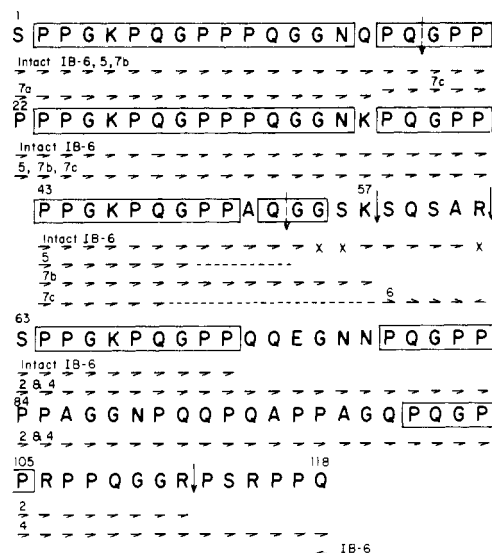 1
S P P G K P Q G P P P Q G G N Q P Q G P P
Intact IB-6, 5, 7b
7a 7c
22
P P P G K P Q G P P P Q G G N K P Q G P P
Intact IB-6
5, 7b, 7c
43 57
P P G K P Q G P P A Q G G S K S Q S A R
Intact IB-6 x x x
5
7b
7c 6
63
S P P G K P Q G P P Q Q E G N N P Q G P P
Intact IB-6
2 & 4
84
P P A G G N P Q Q P Q A P P A G Q P Q G P
2 & 4
105 118
P R P P Q G G R P S R P P Q
2
4
IB-6